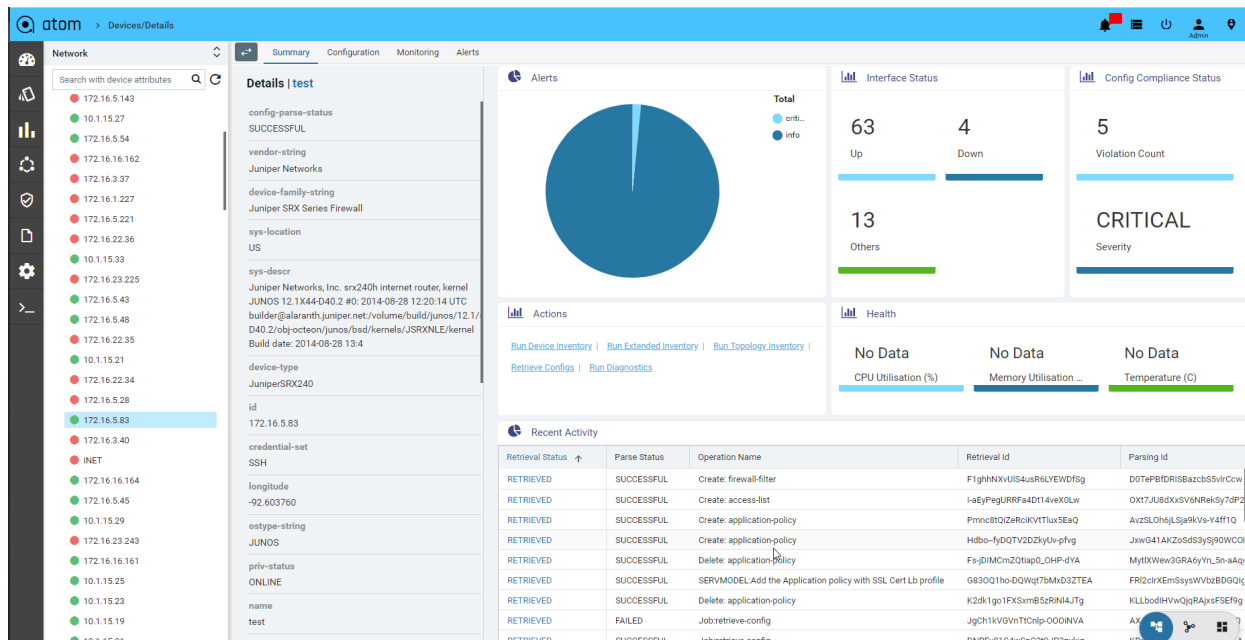 atom > Devices/Details
Admin
Network
Search with device attributes
172.16.5.143
10.1.15.27
172.16.5.54
172.16.16.162
172.16.3.37
172.16.1.227
172.16.5.221
172.16.22.36
10.1.15.33
172.16.23.225
172.16.5.43
172.16.5.48
172.16.22.35
10.1.15.21
172.16.22.34
172.16.5.28
172.16.5.83
172.16.3.40
INET
172.16.16.164
172.16.5.45
10.1.15.29
172.16.23.243
172.16.16.161
10.1.15.25
10.1.15.23
10.1.15.19
Summary Configuration Monitoring Alerts
Details | test
config-parse-status
SUCCESSFUL
vendor-string
Juniper Networks
device-family-string
Juniper SRX Series Firewall
sys-location
US
sys-descr
Juniper Networks, Inc. srx240h internet router, kernel
JUNOS 12.1X44-D40.2 #0: 2014-08-28 12:20:14 UTC
builder@alaranth.juniper.net:/volume/build/junos/12.1/
D40.2/obj-octeon/junos/bsd/kernels/JSRXNLE/kernel
Build date: 2014-08-28 13:4
device-type
JuniperSRX240
id
172.16.5.83
credential-set
SSH
longitude
-92.603760
ostype-string
JUNOS
priv-status
ONLINE
name
test
Alerts
Total
criti...
info
Interface Status
63
Up
4
Down
13
Others
Config Compliance Status
5
Violation Count
CRITICAL
Severity
Actions
Run Device Inventory | Run Extended Inventory | Run Topology Inventory |
Retrieve Configs | Run Diagnostics
Health
No Data
CPU Utilisation (%)
No Data
Memory Utilisation ...
No Data
Temperature (C)
Recent Activity
Retrieval Status Parse Status Operation Name Retrieval Id Parsing Id
RETRIEVED SUCCESSFUL Create: firewall-filter F1ghhNXvUlS4usR6LYEWDfSg D0TePBfDRISBazcbS5vlrCcw
RETRIEVED SUCCESSFUL Create: access-list I-aEyPegURRFa4Dt14veX0Lw OXt7JU8dXxSV6NRekSy7dP2
RETRIEVED SUCCESSFUL Create: application-policy Pmnc8tQiZeRciKVtTlux5EaQ AvzSLOh6jLSja9kVs-Y4ff1Q
RETRIEVED SUCCESSFUL Create: application-policy Hdbo--fyDQTV2DZkyUv-pfvg JxwG41AKZoSdS3ySj90WCOI
RETRIEVED SUCCESSFUL Delete: application-policy Fs-jDIMCmZQtiap0_OHP-dYA MytlXWew3GRA6yYn_5n-aAq
RETRIEVED SUCCESSFUL SERVMODEL:Add the Application policy with SSL Cert Lb profile G83OQ1ho-DQWqt7bMxD3ZTEA FRl2cIrXEmSsysWVbzBDGQIg
RETRIEVED SUCCESSFUL Delete: application-policy K2dk1go1FXSxmB5zRiNl4JTg KLLbodIHVwQjqRAjxsFSEf9g
RETRIEVED FAILED Job:retrieve-config JgCh1kVGVnTtCnlp-OOOiNVA